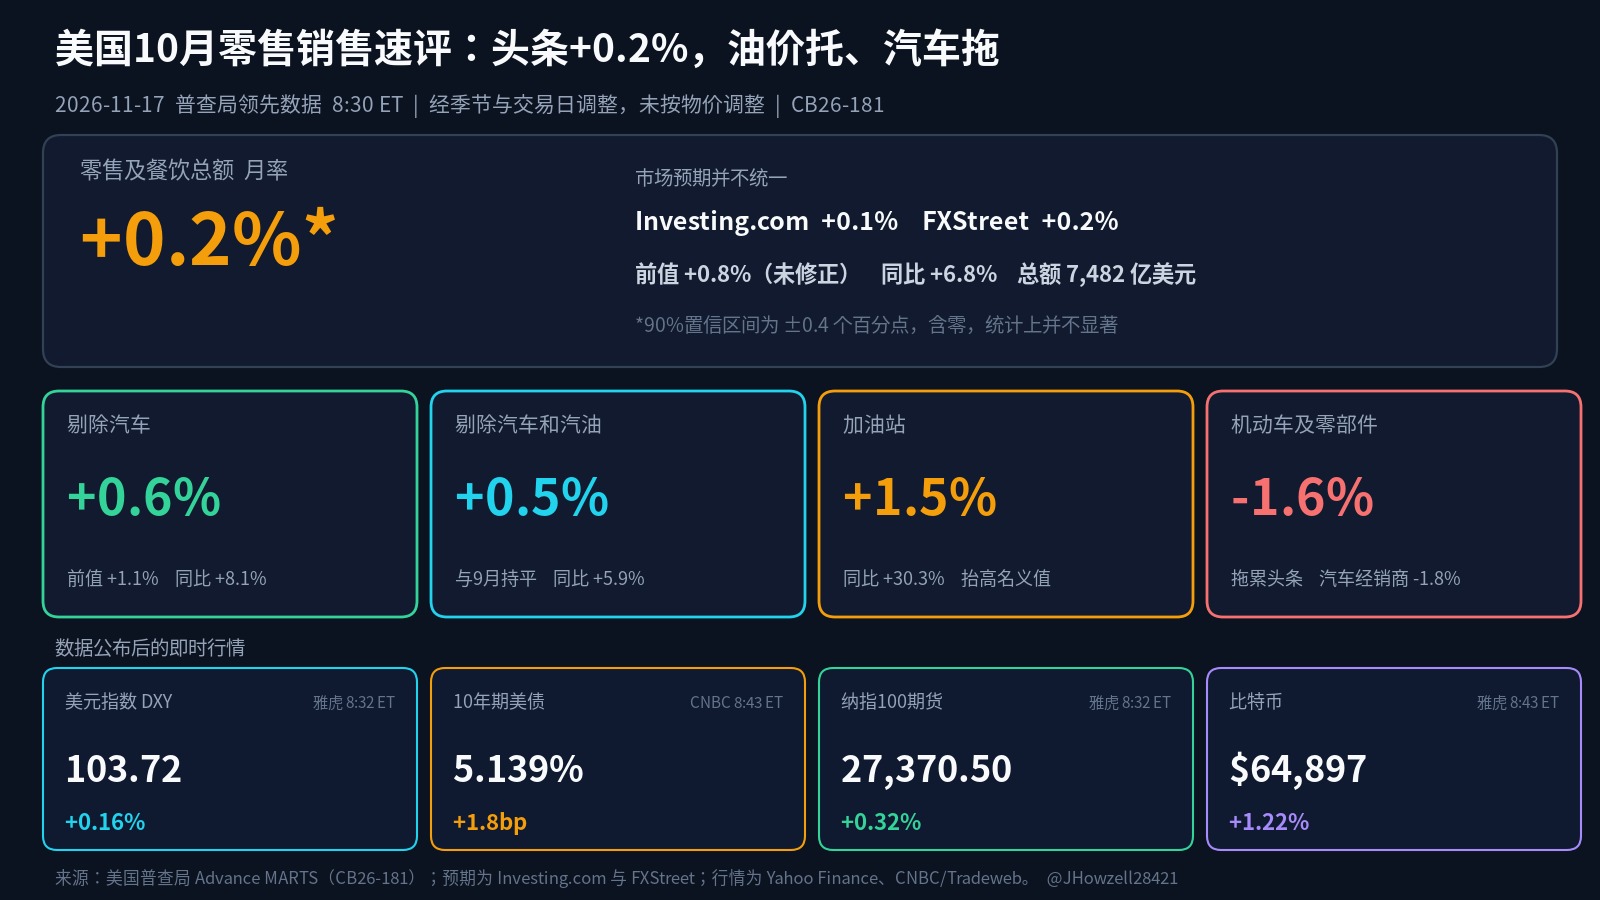 美国10月零售销售速评：头条+0.2%，油价托、汽车拖
2026-11-17 普查局领先数据 8:30 ET | 经季节与交易日调整，未按物价调整 | CB26-181
零售及餐饮总额 月率
+0.2%*
市场预期并不统一
Investing.com +0.1% FXStreet +0.2%
前值 +0.8%（未修正） 同比 +6.8% 总额 7,482 亿美元
*90%置信区间为 ±0.4 个百分点，含零，统计上并不显著
剔除汽车
+0.6%
前值 +1.1% 同比 +8.1%
剔除汽车和汽油
+0.5%
与9月持平 同比 +5.9%
加油站
+1.5%
同比 +30.3% 抬高名义值
机动车及零部件
-1.6%
拖累头条 汽车经销商 -1.8%
数据公布后的即时行情
美元指数 DXY 雅虎 8:32 ET
103.72
+0.16%
10年期美债 CNBC 8:43 ET
5.139%
+1.8bp
纳指100期货 雅虎 8:32 ET
27,370.50
+0.32%
比特币 雅虎 8:43 ET
$64,897
+1.22%
来源：美国普查局 Advance MARTS（CB26-181）；预期为 Investing.com 与 FXStreet；行情为 Yahoo Finance、CNBC/Tradeweb。 @JHowzell28421